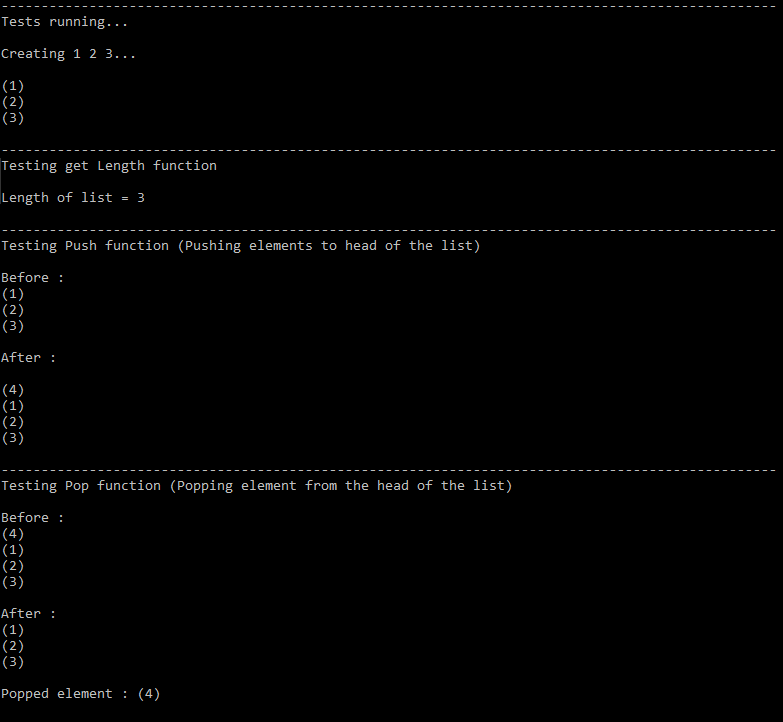 -------------------------------------------------------------------------------------------------
Tests running...
Creating 1 2 3...
(1)
(2)
(3)
-------------------------------------------------------------------------------------------------
Testing get Length function
Length of list = 3
-------------------------------------------------------------------------------------------------
Testing Push function (Pushing elements to head of the list)
Before :
(1)
(2)
(3)
After :
(4)
(1)
(2)
(3)
-------------------------------------------------------------------------------------------------
Testing Pop function (Popping element from the head of the list)
Before :
(4)
(1)
(2)
(3)
After :
(1)
(2)
(3)
Popped element : (4)